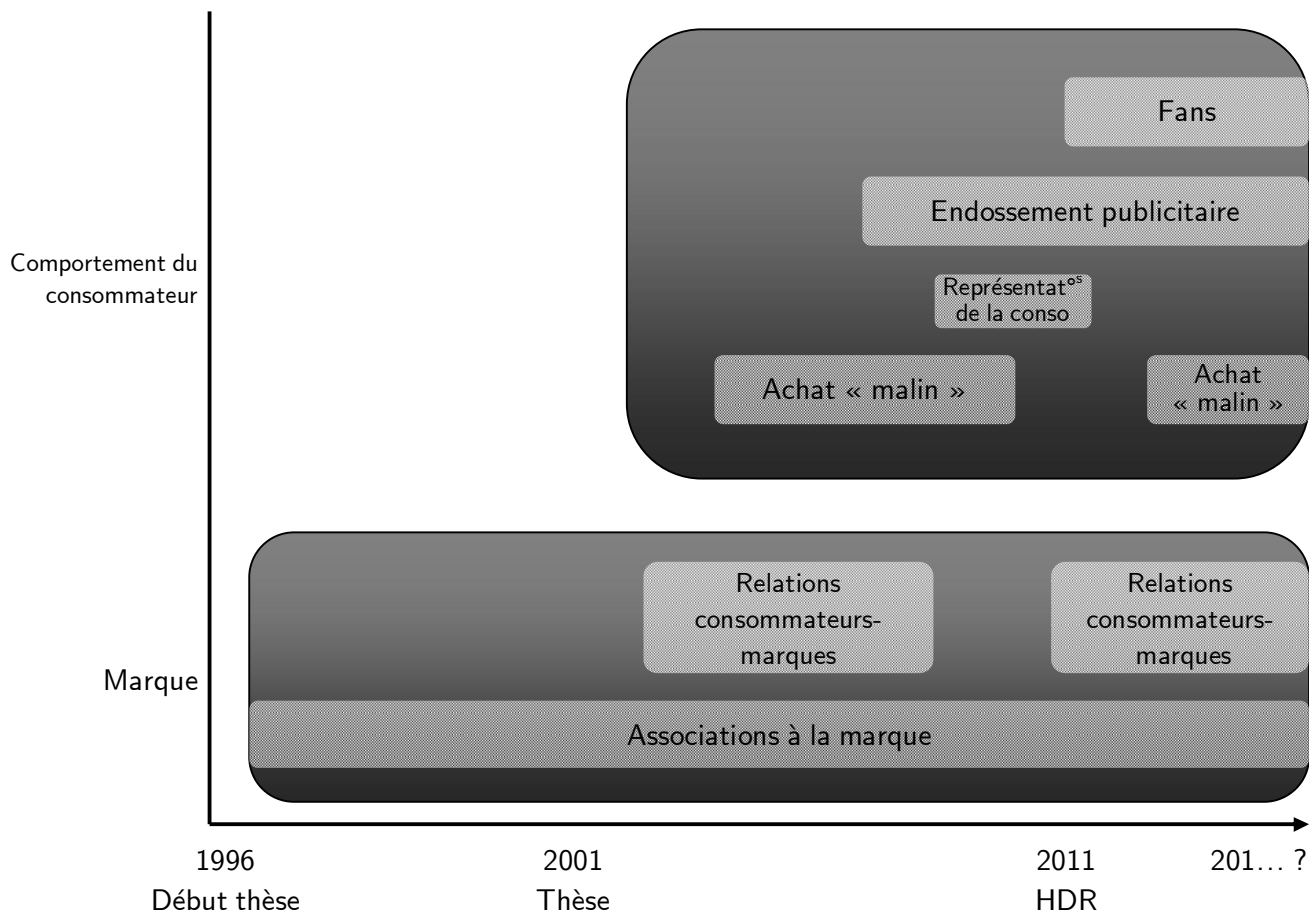 Fans
Endossement publicitaire
Comportement du
consommateur
Représentat°ˢ
de la conso
Achat « malin »
Achat
« malin »
Relations
consommateurs-
marques
Relations
consommateurs-
marques
Marque
Associations à la marque
1996
Début thèse
2001
Thèse
2011
HDR
201... ?